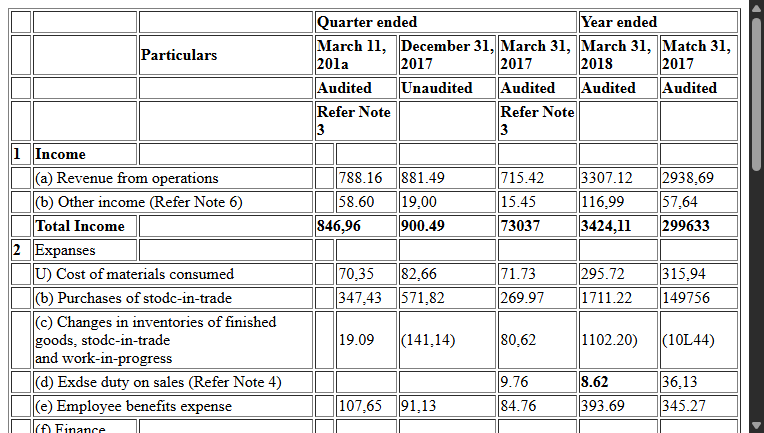 Quarter ended Year ended
Particulars March 11, 201a December 31, 2017 March 31, 2017 March 31, 2018 Match 31, 2017
Audited Unaudited Audited Audited Audited
Refer Note 3 Refer Note 3
1 Income
(a) Revenue from operations 788.16 881.49 715.42 3307.12 2938,69
(b) Other income (Refer Note 6) 58.60 19,00 15.45 116,99 57,64
Total Income 846,96 900.49 73037 3424,11 299633
2 Expanses
U) Cost of materials consumed 70,35 82,66 71.73 295.72 315,94
(b) Purchases of stodc-in-trade 347,43 571,82 269.97 1711.22 149756
(c) Changes in inventories of finished
goods, stodc-in-trade 19.09 (141,14) 80,62 1102.20) (10L44)
and work-in-progress
(d) Exdse duty on sales (Refer Note 4) 9.76 8.62 36,13
(e) Employee benefits expense 107,65 91,13 84.76 393.69 345.27
(f) Finance